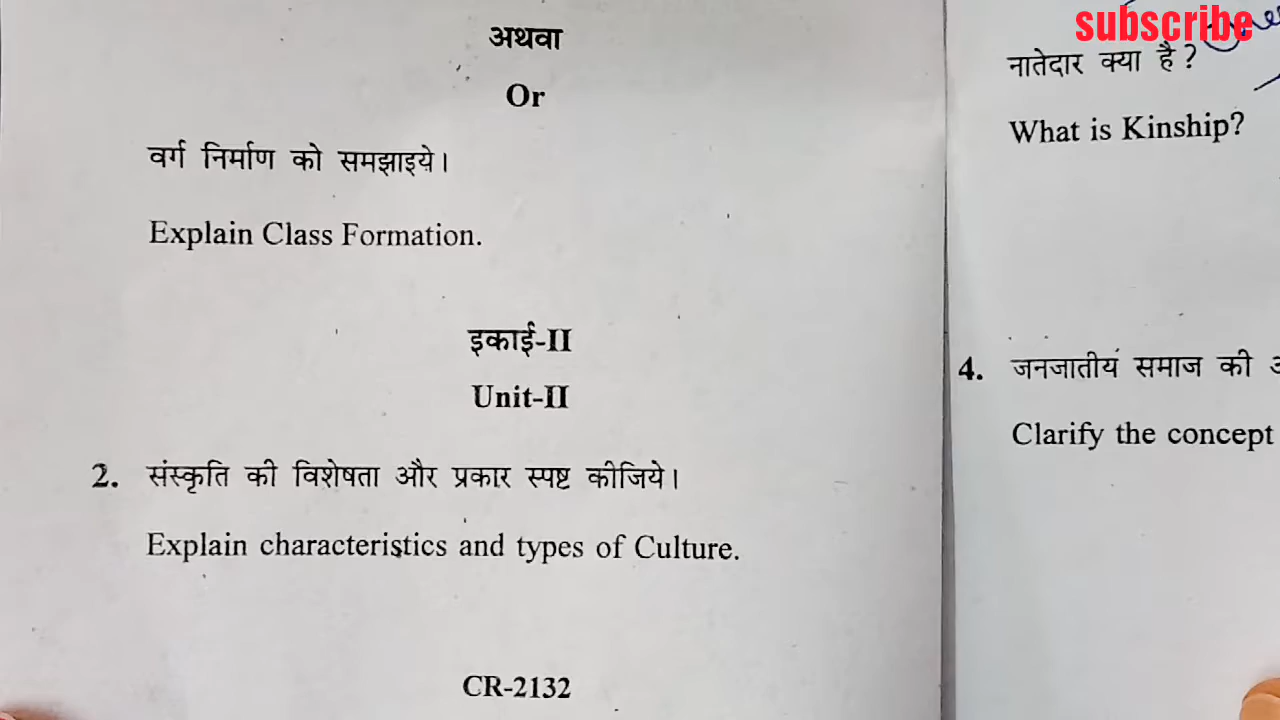 अथवा
Or
वर्ग निर्माण को समझाइये।
Explain Class Formation.
इकाई-II
Unit-II
2. संस्कृति की विशेषता और प्रकार स्पष्ट कीजिये।
Explain characteristics and types of Culture.
CR-2132
subscribe
नातेदार क्या है ?
What is Kinship?
4. जनजातीय समाज की
Clarify the concept